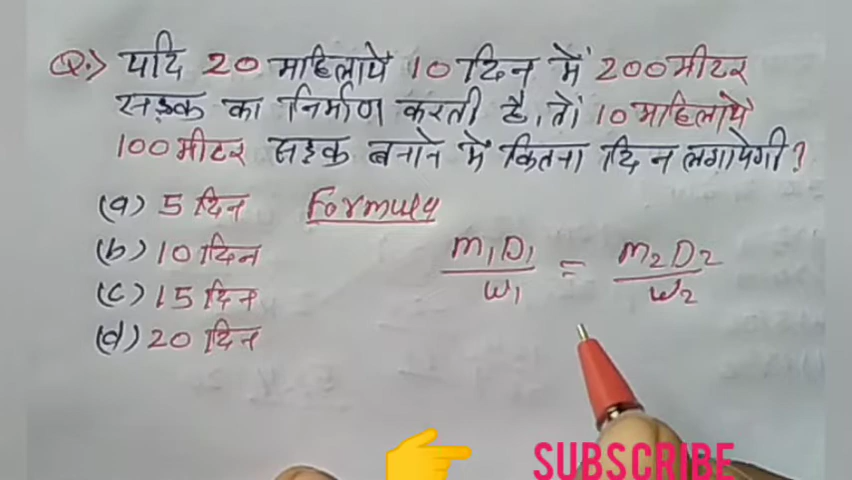 Q.> यदि 20 महिलायें 10 दिन में 200 मीटर
सड़क का निर्माण करती है, तो 10 महिलायें
100 मीटर सड़क बनाने में कितना दिन लगायेगी?
(a) 5 दिन Formula
(b) 10 दिन M1D1/W1 = M2D2/W2
(c) 15 दिन
(d) 20 दिन
SUBSCRIBE